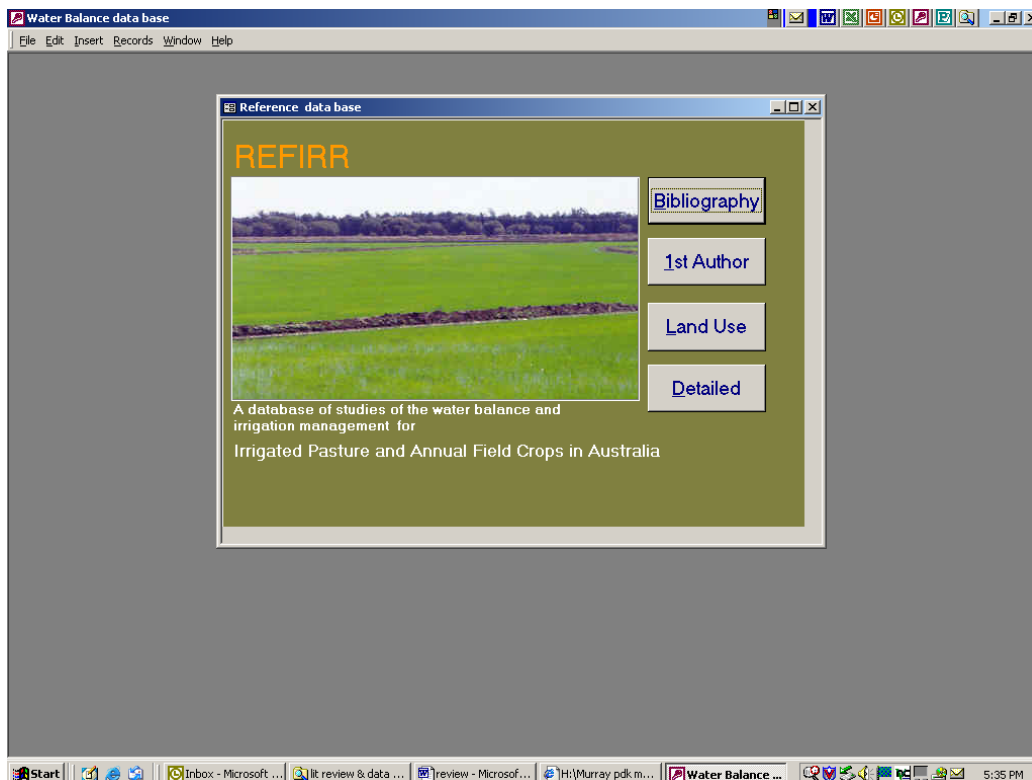 Water Balance data base
File Edit Insert Records Window Help
Reference data base
REFIRR
Bibliography
1st Author
Land Use
Detailed
A database of studies of the water balance and
irrigation management for
Irrigated Pasture and Annual Field Crops in Australia
Start Inbox - Microsoft ... lit review & data ... review - Microsof... H:\Murray pdk m... Water Balance ... 5:35 PM